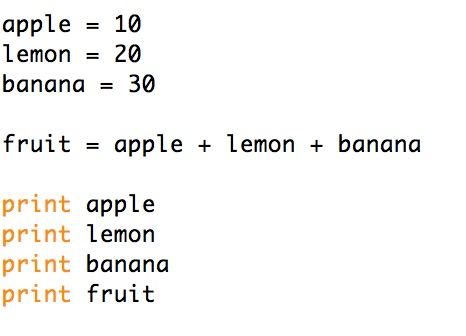 apple = 10
lemon = 20
banana = 30
fruit = apple + lemon + banana
print apple
print lemon
print banana
print fruit